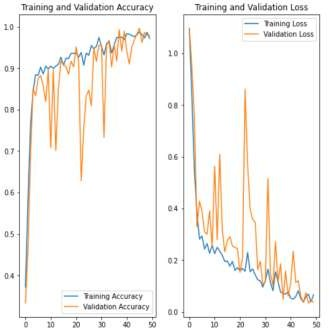 Training and Validation Accuracy
1.0
0.9
0.8
0.7
0.6
0.5
0.4
0 10 20 30 40 50
Training Accuracy
Validation Accuracy
Training and Validation Loss
1.0
0.8
0.6
0.4
0.2
0.0
0 10 20 30 40 50
Training Loss
Validation Loss